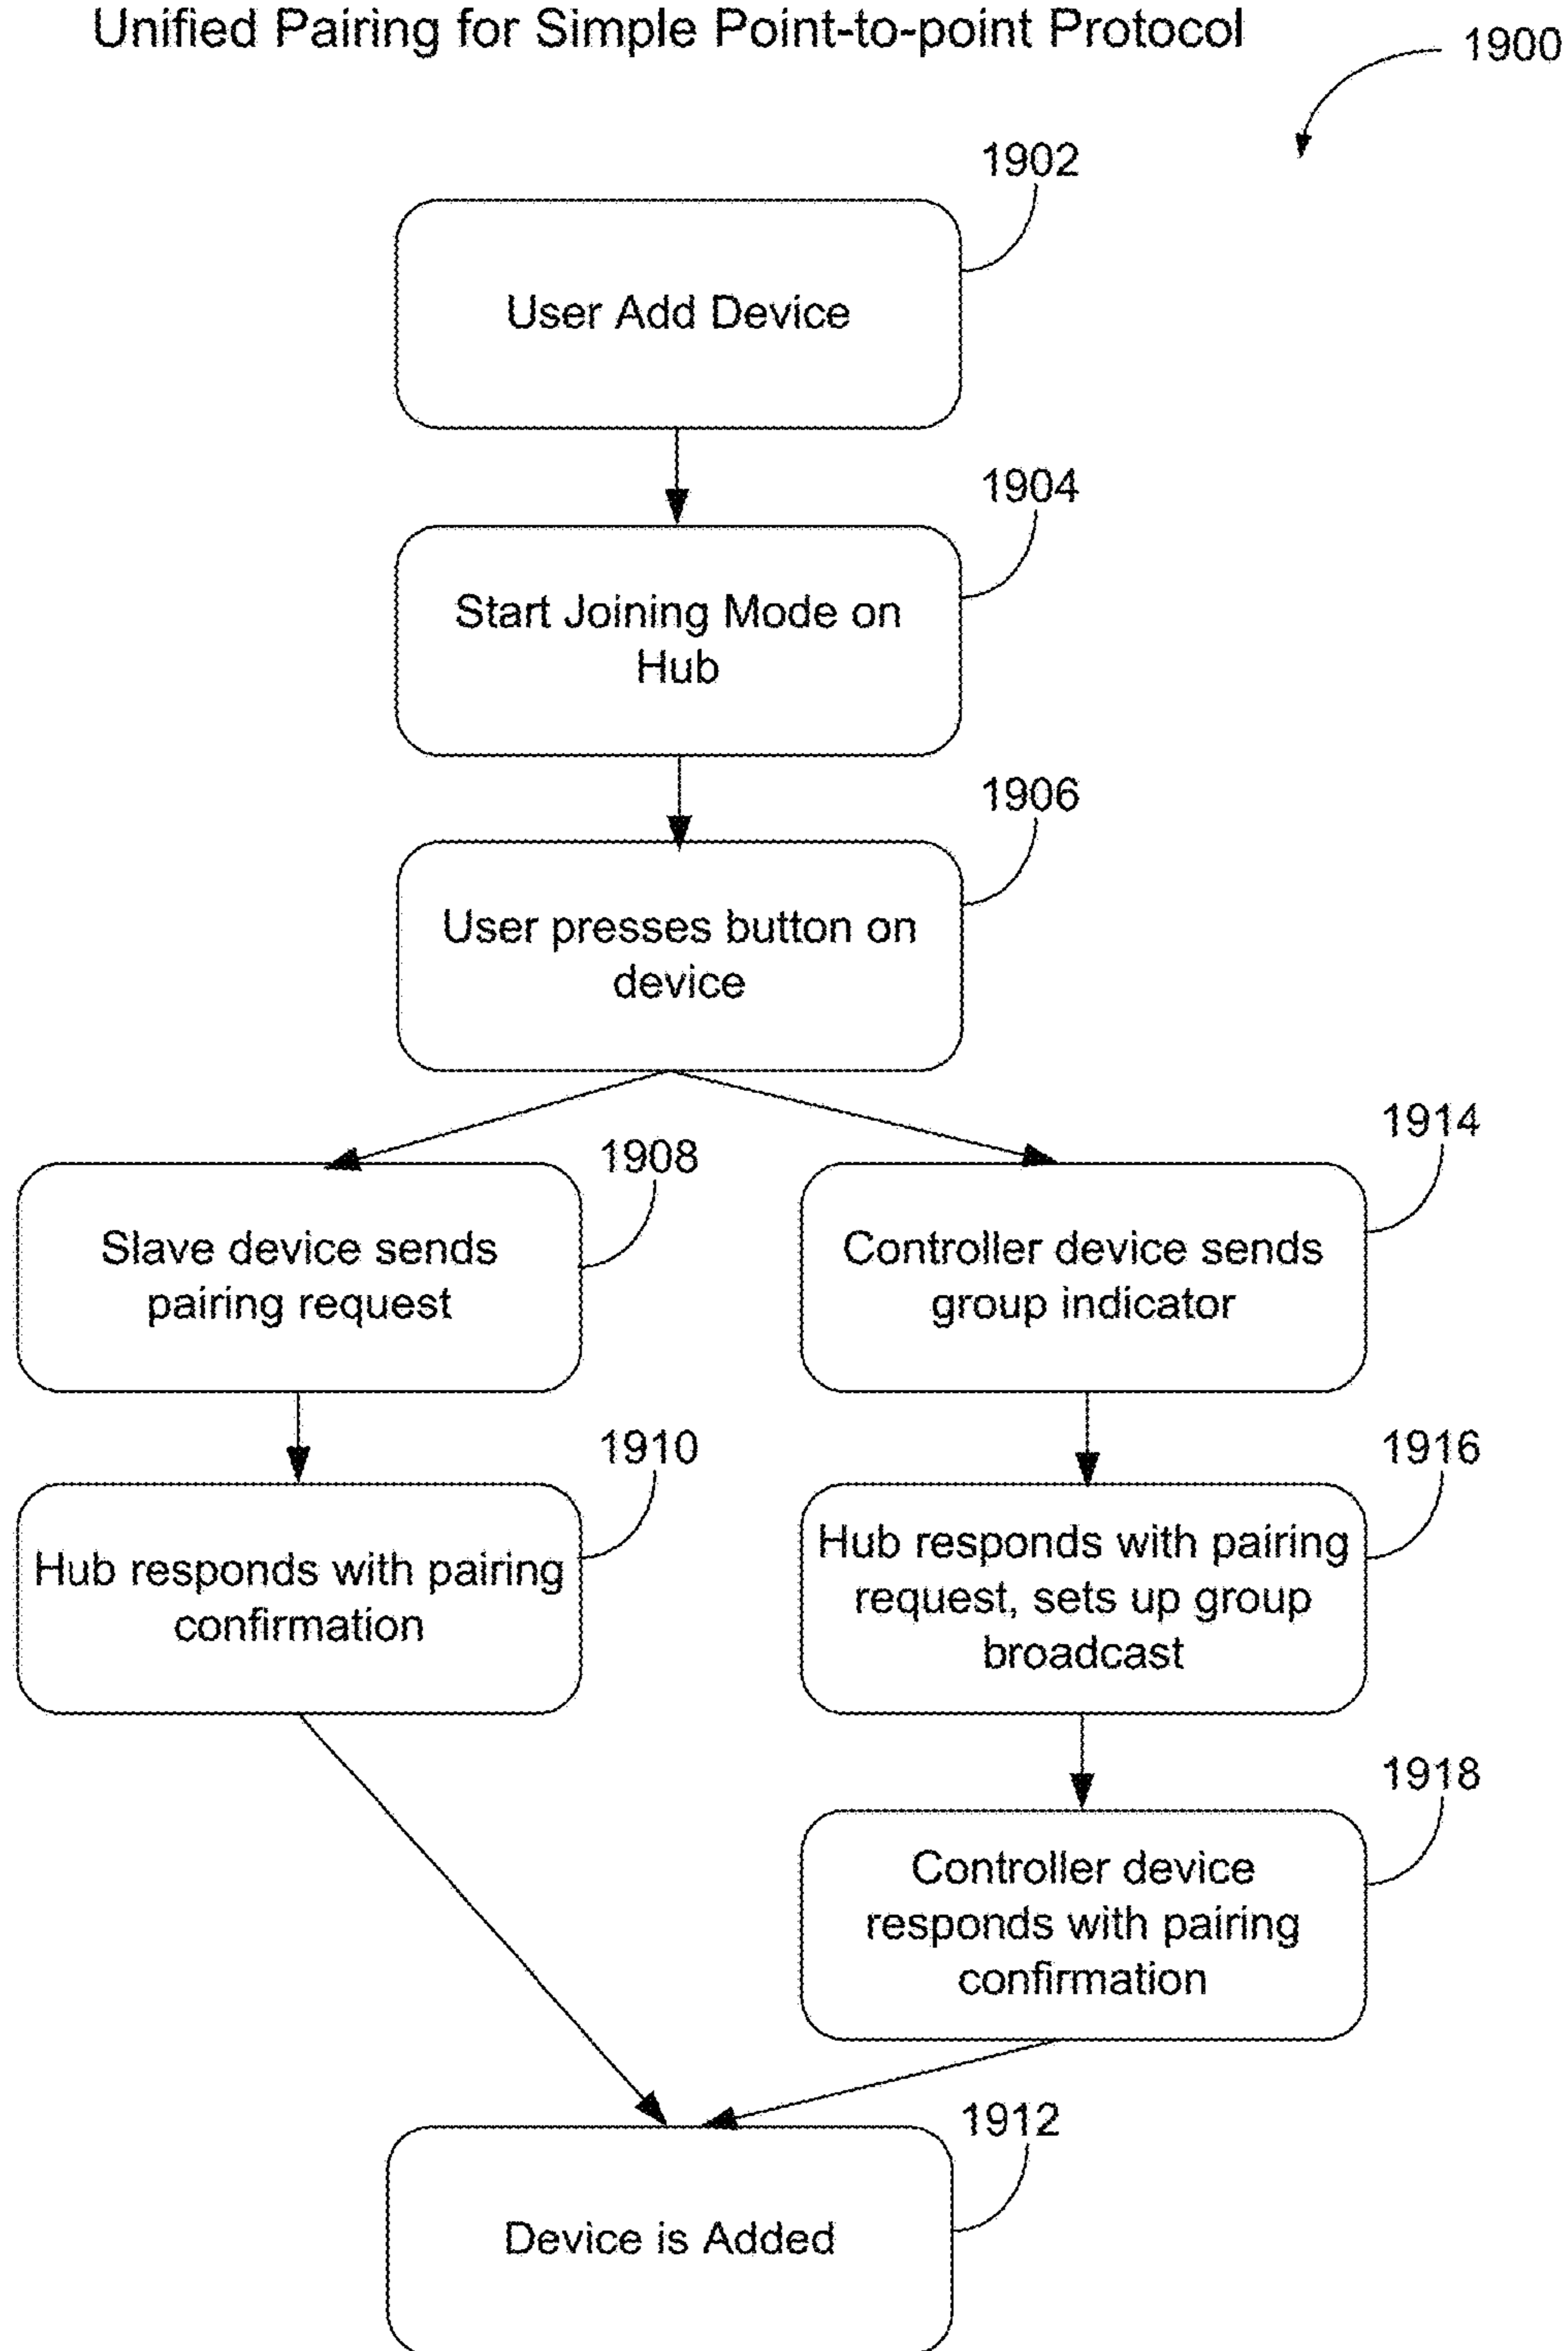 Unified Pairing for Simple Point-to-point Protocol
1900
1902
User Add Device
1904
Start Joining Mode on
Hub
1906
User presses button on
device
1908
Slave device sends
pairing request
1914
Controller device sends
group indicator
1910
Hub responds with pairing
confirmation
1916
Hub responds with pairing
request, sets up group
broadcast
1918
Controller device
responds with pairing
confirmation
1912
Device is Added